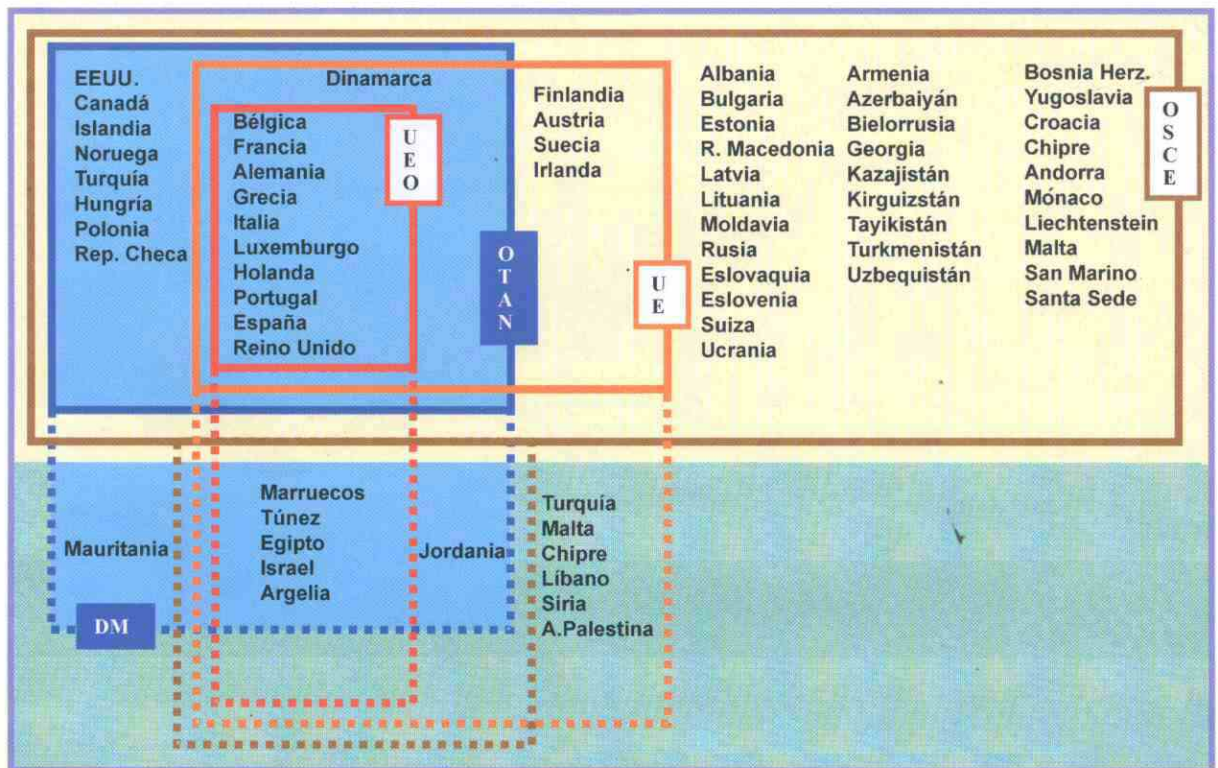 EEUU.
Canadá
Islandia
Noruega
Turquía
Hungría
Polonia
Rep. Checa
Dinamarca
Bélgica
Francia
Alemania
Grecia
Italia
Luxemburgo
Holanda
Portugal
España
Reino Unido
UEO
OTAN
Finlandia
Austria
Suecia
Irlanda
UE
Albania
Bulgaria
Estonia
R. Macedonia
Latvia
Lituania
Moldavia
Rusia
Eslovaquia
Eslovenia
Suiza
Ucrania
Armenia
Azerbaiyán
Bielorrusia
Georgia
Kazajistán
Kirguizstán
Tayikistán
Turkmenistán
Uzbequistán
Bosnia Herz.
Yugoslavia
Croacia
Chipre
Andorra
Mónaco
Liechtenstein
Malta
San Marino
Santa Sede
OSCE
Mauritania
DM
Marruecos
Túnez
Egipto
Israel
Argelia
Jordania
Turquía
Malta
Chipre
Líbano
Siria
A.Palestina